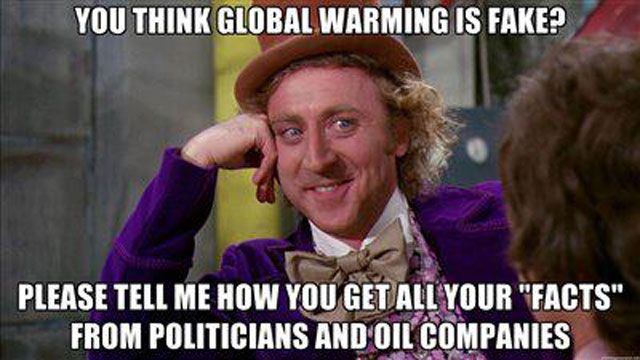 YOU THINK GLOBAL WARMING IS FAKE?
PLEASE TELL ME HOW YOU GET ALL YOUR "FACTS"
FROM POLITICIANS AND OIL COMPANIES